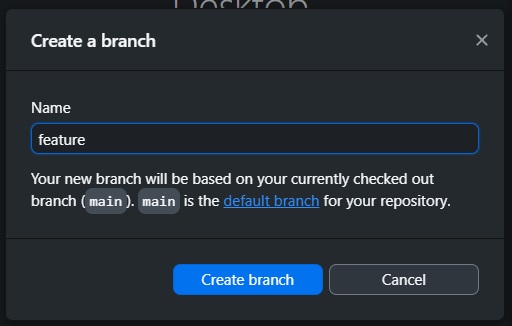 Desktop
Create a branch
Name
feature
Your new branch will be based on your currently checked out
branch (main). main is the default branch for your repository.
Create branch
Cancel